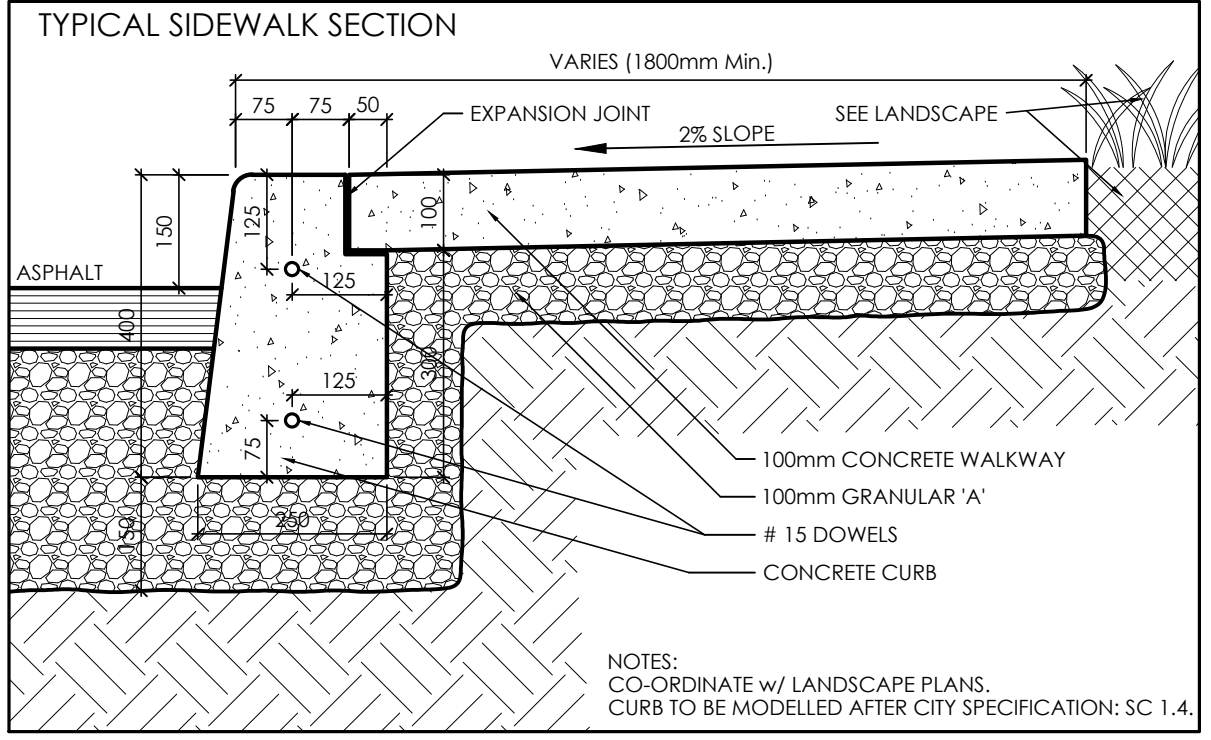 TYPICAL SIDEWALK SECTION
VARIES (1800mm Min.)
75 75 50
EXPANSION JOINT
SEE LANDSCAPE
2% SLOPE
150
125
100
ASPHALT
125
400
300
125
75
100mm CONCRETE WALKWAY
100mm GRANULAR 'A'
250
# 15 DOWELS
150
CONCRETE CURB
NOTES:
CO-ORDINATE w/ LANDSCAPE PLANS.
CURB TO BE MODELLED AFTER CITY SPECIFICATION: SC 1.4.